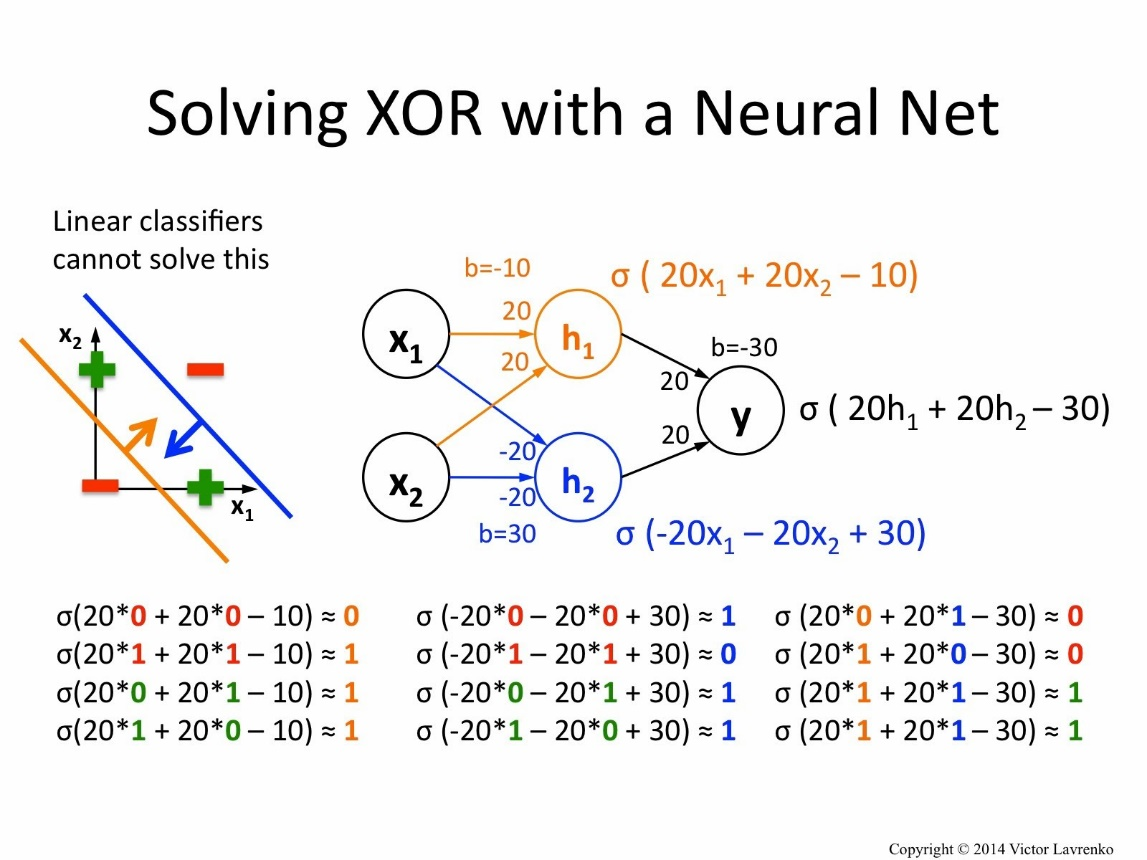 Solving XOR with a Neural Net
Linear classifiers
cannot solve this
x₂
x₁
b=-10
σ ( 20x₁ + 20x₂ – 10)
20
20
x₁
h₁
b=-30
20
y
σ ( 20h₁ + 20h₂ – 30)
20
-20
x₂
h₂
-20
b=30
σ (-20x₁ – 20x₂ + 30)
σ(20*0 + 20*0 – 10) ≈ 0
σ(20*1 + 20*1 – 10) ≈ 1
σ(20*0 + 20*1 – 10) ≈ 1
σ(20*1 + 20*0 – 10) ≈ 1
σ (-20*0 – 20*0 + 30) ≈ 1
σ (-20*1 – 20*1 + 30) ≈ 0
σ (-20*0 – 20*1 + 30) ≈ 1
σ (-20*1 – 20*0 + 30) ≈ 1
σ (20*0 + 20*1 – 30) ≈ 0
σ (20*1 + 20*0 – 30) ≈ 0
σ (20*1 + 20*1 – 30) ≈ 1
σ (20*1 + 20*1 – 30) ≈ 1
Copyright © 2014 Victor Lavrenko